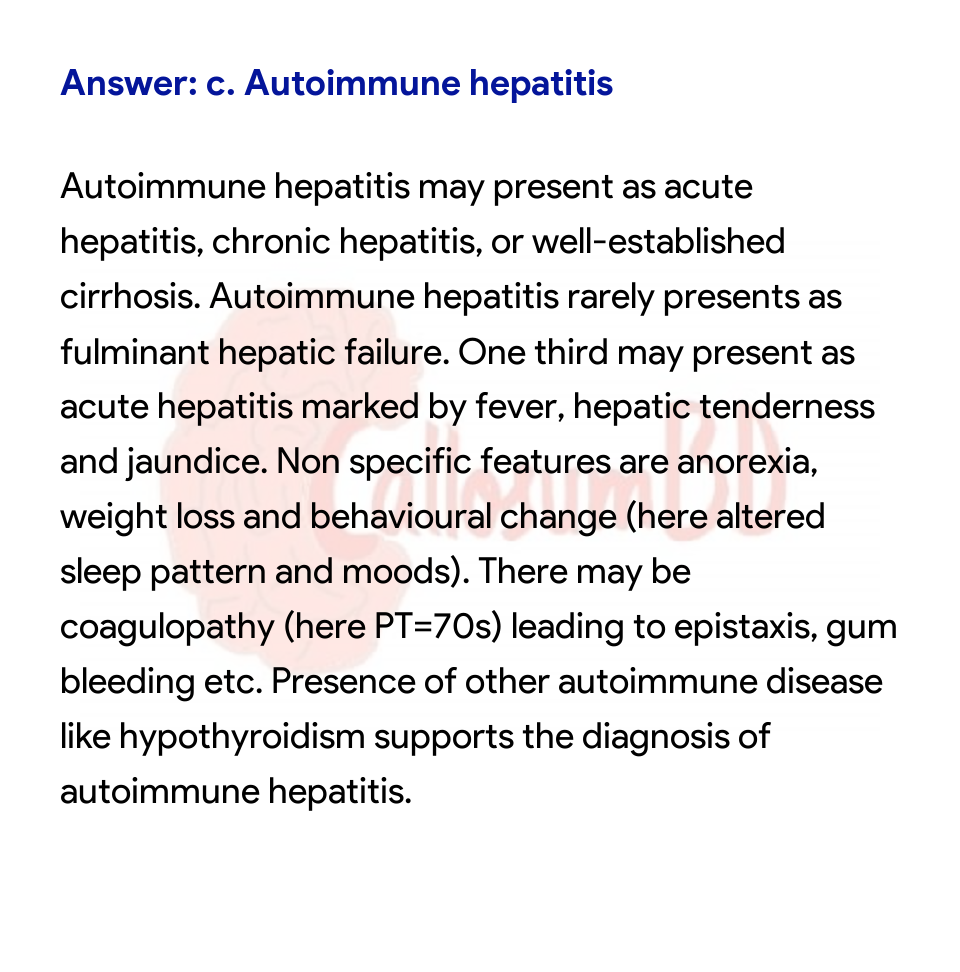 Answer: c. Autoimmune hepatitis
Autoimmune hepatitis may present as acute
hepatitis, chronic hepatitis, or well-established
cirrhosis. Autoimmune hepatitis rarely presents as
fulminant hepatic failure. One third may present as
acute hepatitis marked by fever, hepatic tenderness
and jaundice. Non specific features are anorexia,
weight loss and behavioural change (here altered
sleep pattern and moods). There may be
coagulopathy (here PT=70s) leading to epistaxis, gum
bleeding etc. Presence of other autoimmune disease
like hypothyroidism supports the diagnosis of
autoimmune hepatitis.
CallosumBD